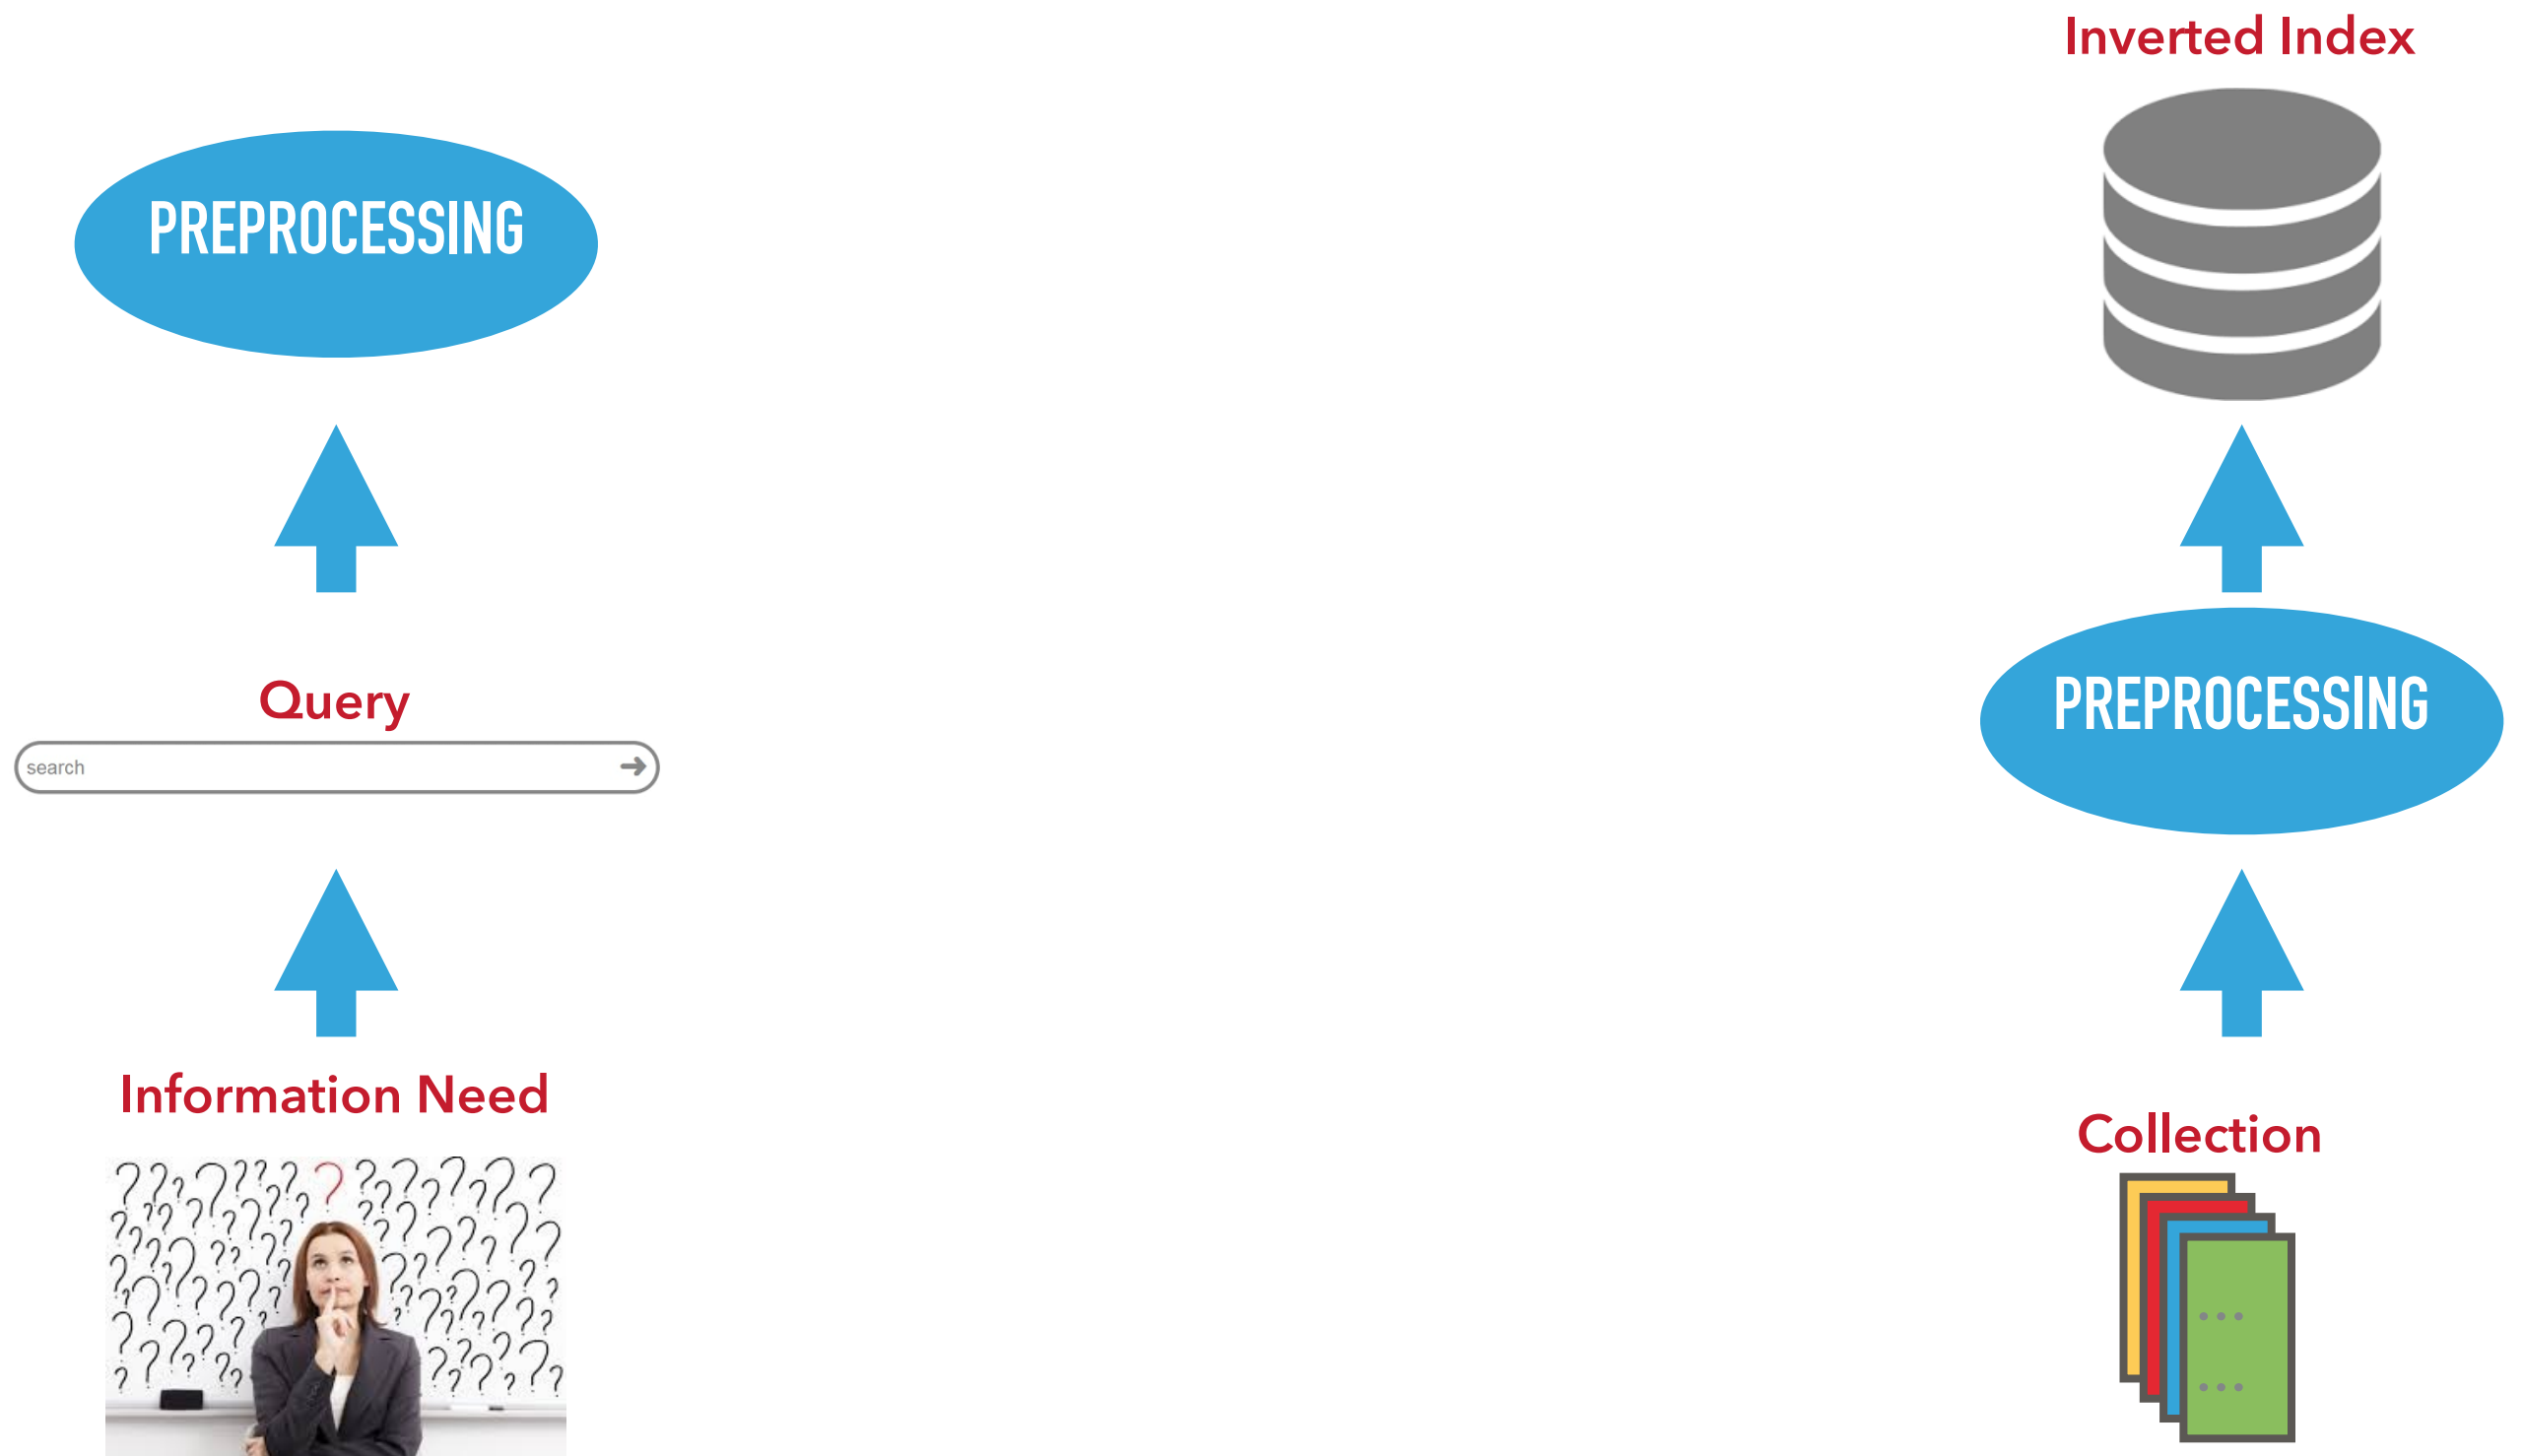 Inverted Index
PREPROCESSING
Query
search
PREPROCESSING
Information Need
Collection